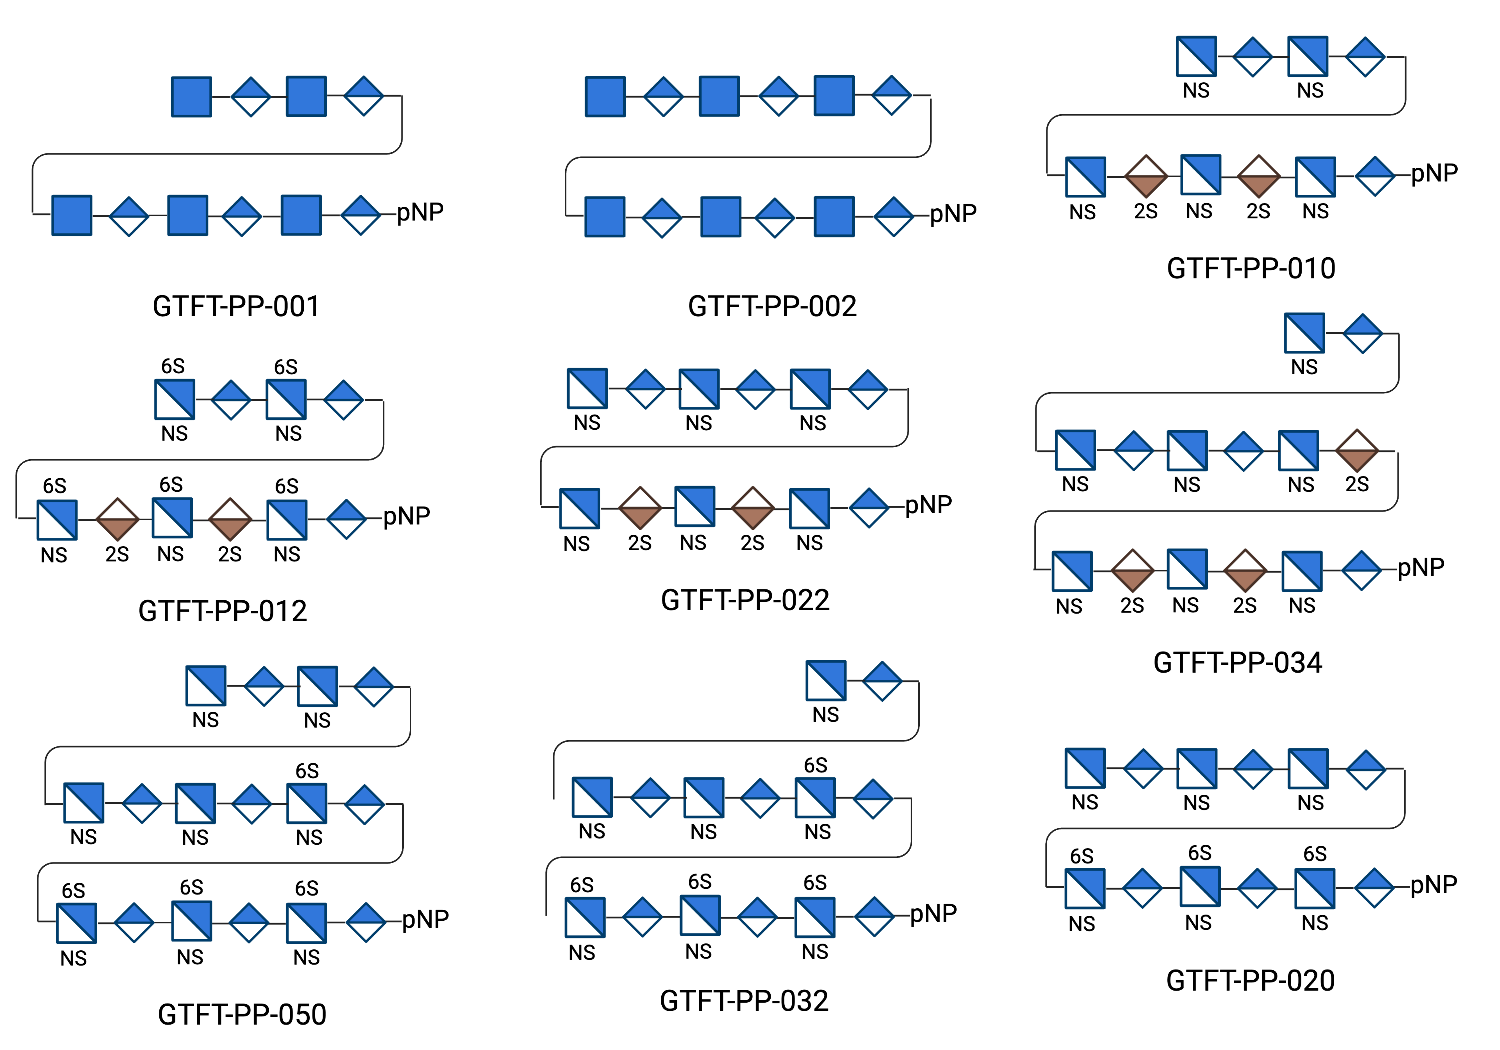 pNP
GTFT-PP-001
pNP
GTFT-PP-002
NS NS
pNP
NS 2S NS 2S NS
GTFT-PP-010
6S 6S
NS NS
6S 6S 6S
pNP
NS 2S NS 2S NS
GTFT-PP-012
NS NS NS
pNP
NS 2S NS 2S NS
GTFT-PP-022
NS
NS NS NS 2S
pNP
NS 2S NS 2S NS
GTFT-PP-034
NS NS
6S
NS NS NS
6S 6S 6S
pNP
NS NS NS
GTFT-PP-050
NS
6S
NS NS NS
6S 6S 6S
pNP
NS NS NS
GTFT-PP-032
NS NS NS
6S 6S 6S
pNP
NS NS NS
GTFT-PP-020